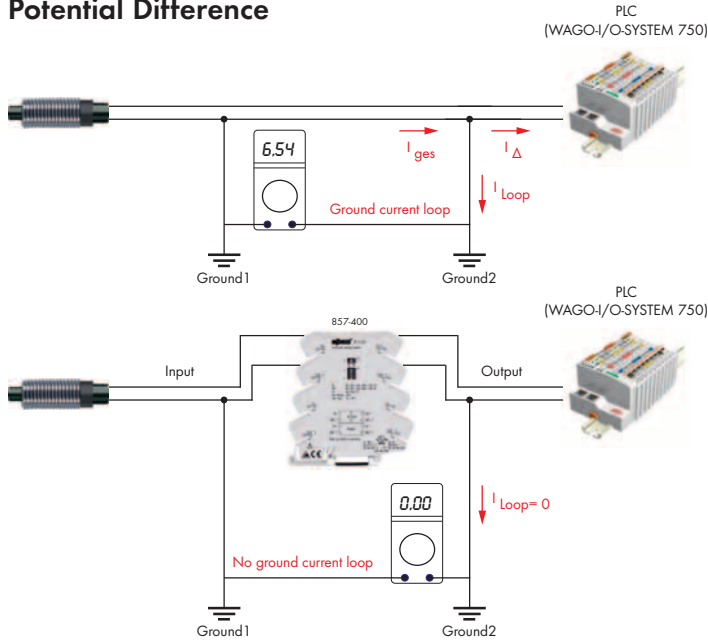 Potential Difference
PLC
(WAGO-I/O-SYSTEM 750)
6,54
I ges
I Δ
I Loop
Ground current loop
Ground1
Ground2
PLC
(WAGO-I/O-SYSTEM 750)
857-400
Input
Output
0,00
I Loop= 0
No ground current loop
Ground1
Ground2